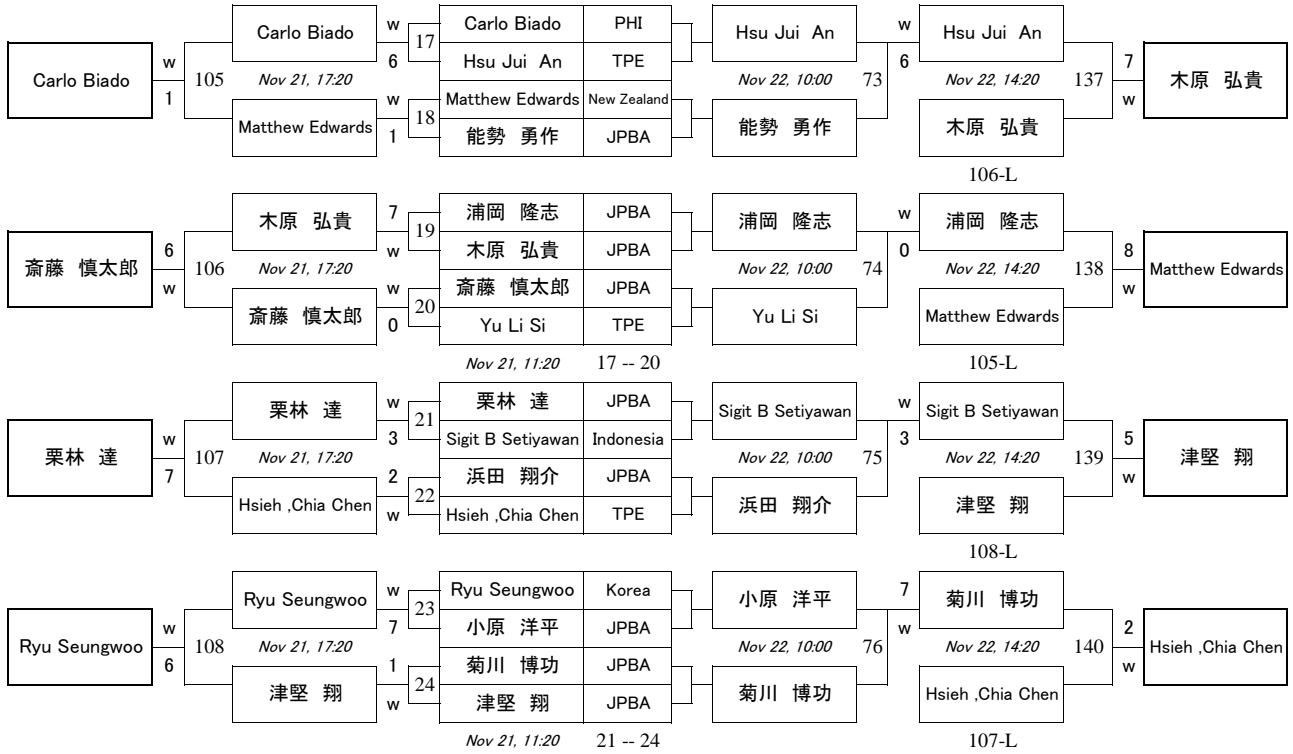 Carlo Biado w Carlo Biado PHI Hsu Jui An w Hsu Jui An
17
Carlo Biado w 105 Nov 21, 17:20 6 Hsu Jui An TPE Nov 22, 10:00 73 6 Nov 22, 14:20 137 7 木原 弘貴
1 Matthew Edwards w Matthew Edwards New Zealand 能勢 勇作 木原 弘貴 w
18
1 能勢 勇作 JPBA
106-L
木原 弘貴 7 浦岡 隆志 JPBA 浦岡 隆志 w 浦岡 隆志
19
斎藤 慎太郎 6 106 Nov 21, 17:20 w 木原 弘貴 JPBA Nov 22, 10:00 74 0 Nov 22, 14:20 138 8 Matthew Edwards
w 斎藤 慎太郎 w 斎藤 慎太郎 JPBA Yu Li Si Matthew Edwards w
20
0 Yu Li Si TPE
Nov 21, 11:20 17 -- 20 105-L
栗林 達 w 栗林 達 JPBA Sigit B Setiyawan w Sigit B Setiyawan
21
栗林 達 w 107 Nov 21, 17:20 3 Sigit B Setiyawan Indonesia Nov 22, 10:00 75 3 Nov 22, 14:20 139 5 津堅 翔
7 Hsieh ,Chia Chen 2 浜田 翔介 JPBA 浜田 翔介 津堅 翔 w
22
w Hsieh ,Chia Chen TPE
108-L
Ryu Seungwoo w Ryu Seungwoo Korea 小原 洋平 7 菊川 博功
23
Ryu Seungwoo w 108 Nov 21, 17:20 7 小原 洋平 JPBA Nov 22, 10:00 76 w Nov 22, 14:20 140 2 Hsieh ,Chia Chen
6 津堅 翔 1 菊川 博功 JPBA 菊川 博功 Hsieh ,Chia Chen w
24
w 津堅 翔 JPBA
Nov 21, 11:20 21 -- 24 107-L